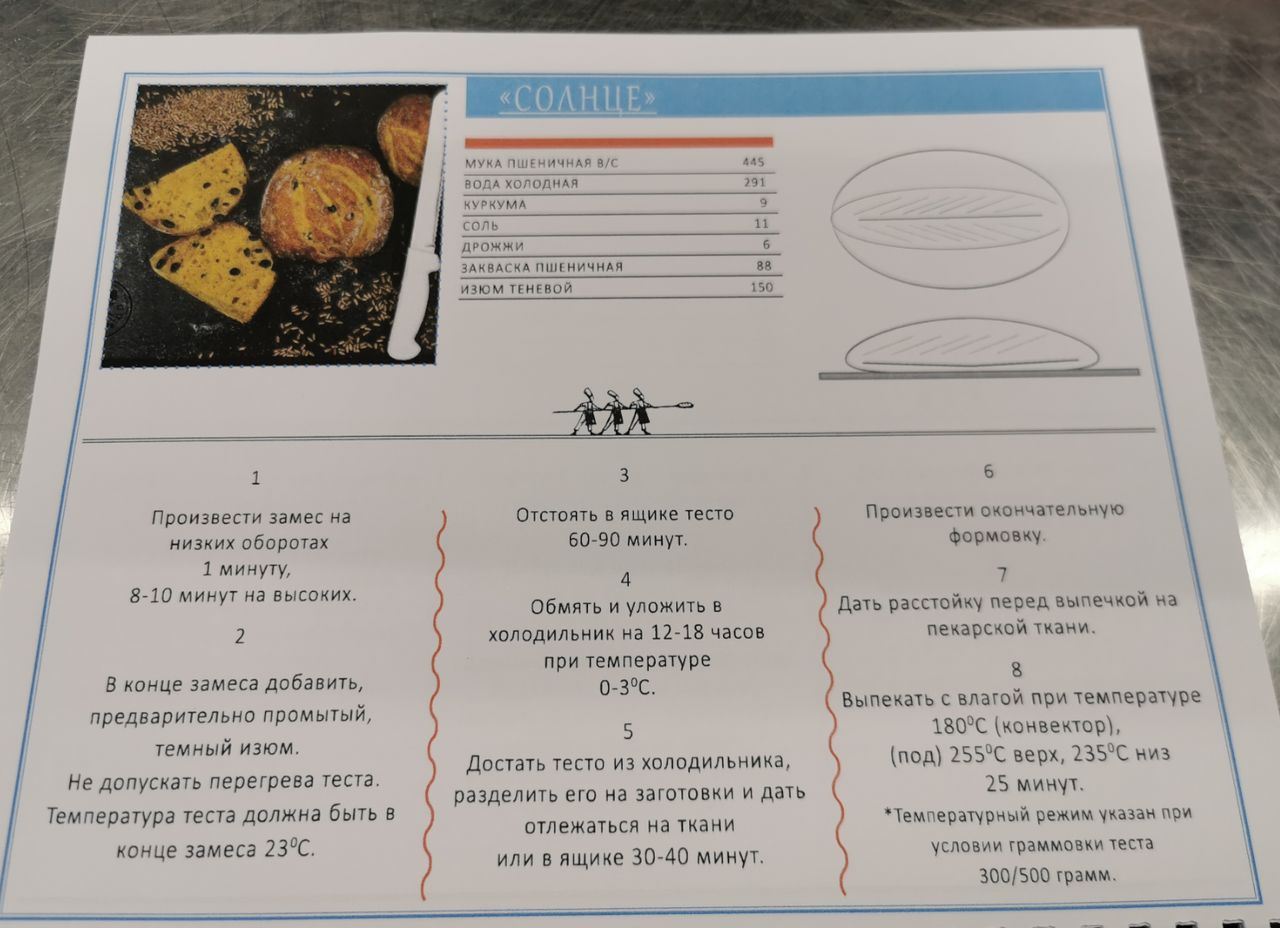 «СОЛНЦЕ»
МУКА ПШЕНИЧНАЯ В/С 445
ВОДА ХОЛОДНАЯ 291
КУРКУМА 9
СОЛЬ 11
ДРОЖЖИ 6
ЗАКВАСКА ПШЕНИЧНАЯ 88
ИЗЮМ ТЕНЕВОЙ 150
1
Произвести замес на
низких оборотах
1 минуту,
8-10 минут на высоких.
2
В конце замеса добавить,
предварительно промытый,
темный изюм.
Не допускать перегрева теста.
Температура теста должна быть в
конце замеса 23⁰С.
3
Отстоять в ящике тесто
60-90 минут.
4
Обмять и уложить в
холодильник на 12-18 часов
при температуре
0-3⁰С.
5
Достать тесто из холодильника,
разделить его на заготовки и дать
отлежаться на ткани
или в ящике 30-40 минут.
6
Произвести окончательную
формовку.
7
Дать расстойку перед выпечкой на
пекарской ткани.
8
Выпекать с влагой при температуре
180⁰С (конвектор),
(под) 255⁰С верх, 235⁰С низ
25 минут.
*Температурный режим указан при
условии граммовки теста
300/500 грамм.